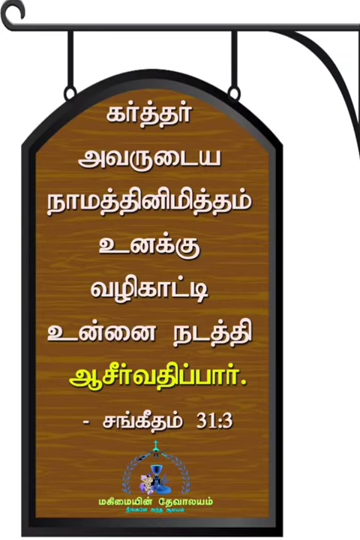 கர்த்தர்
அவருடைய
நாமத்தினிமித்தம்
உனக்கு
வழிகாட்டி
உன்னை நடத்தி
ஆசீர்வதிப்பார்.
- சங்கீதம் 31:3
மகிமையின் தேவாலயம்